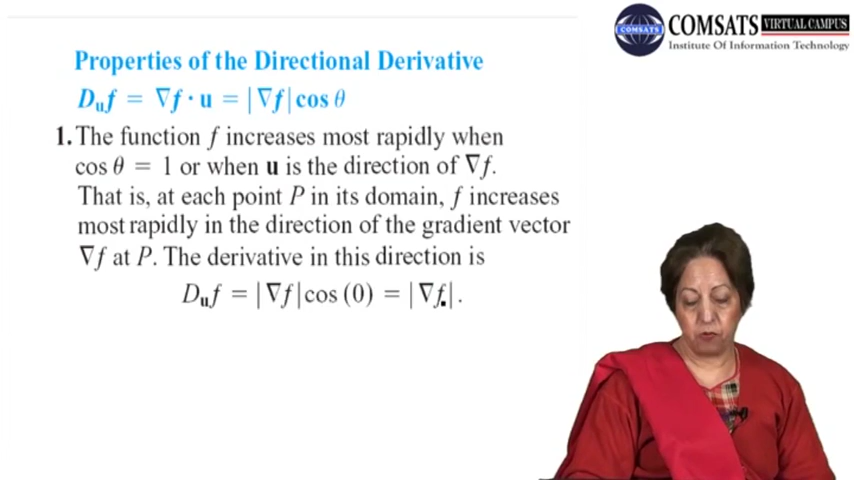 COMSATS VIRTUAL CAMPUS
COMSATS
Institute Of Information Technology
Properties of the Directional Derivative
D_u f = ∇f · u = |∇f| cos θ
1. The function f increases most rapidly when
cos θ = 1 or when u is the direction of ∇f.
That is, at each point P in its domain, f increases
most rapidly in the direction of the gradient vector
∇f at P. The derivative in this direction is
D_u f = |∇f| cos (0) = |∇f|.